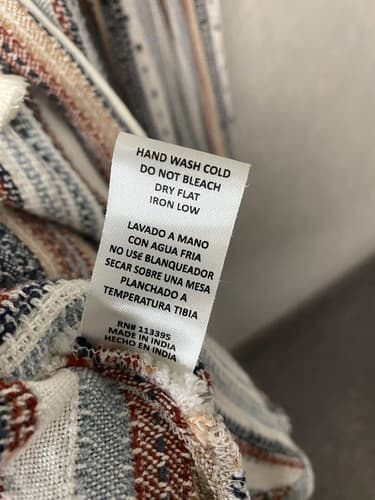 HAND WASH COLD
DO NOT BLEACH
DRY FLAT
IRON LOW
LAVADO A MANO
CON AGUA FRIA
NO USE BLANQUEADOR
SECAR SOBRE UNA MESA
PLANCHADO A
TEMPERATURA TIBIA
RN# 113395
MADE IN INDIA
HECHO EN INDIA